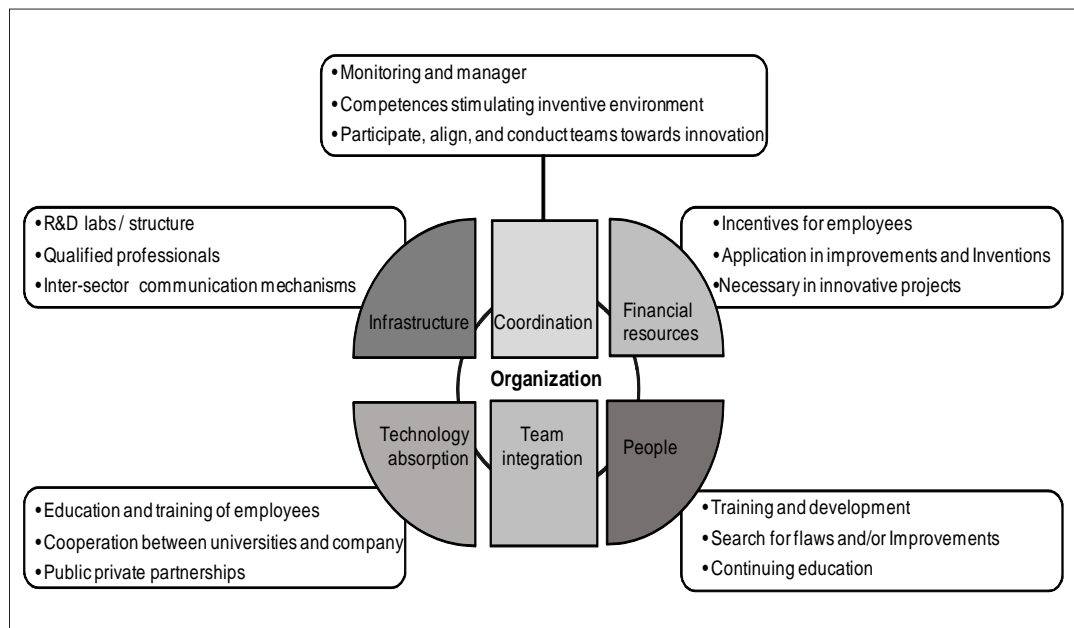 • Monitoring and manager
• Competences stimulating inventive environment
• Participate, align, and conduct teams towards innovation
• R&D labs / structure
• Qualified professionals
• Inter-sector communication mechanisms
• Incentives for employees
• Application in improvements and Inventions
• Necessary in innovative projects
Infrastructure
Coordination
Financial
resources
Organization
Technology
absorption
Team
integration
People
• Education and training of employees
• Cooperation between universities and company
• Public private partnerships
• Training and development
• Search for flaws and/or Improvements
• Continuing education